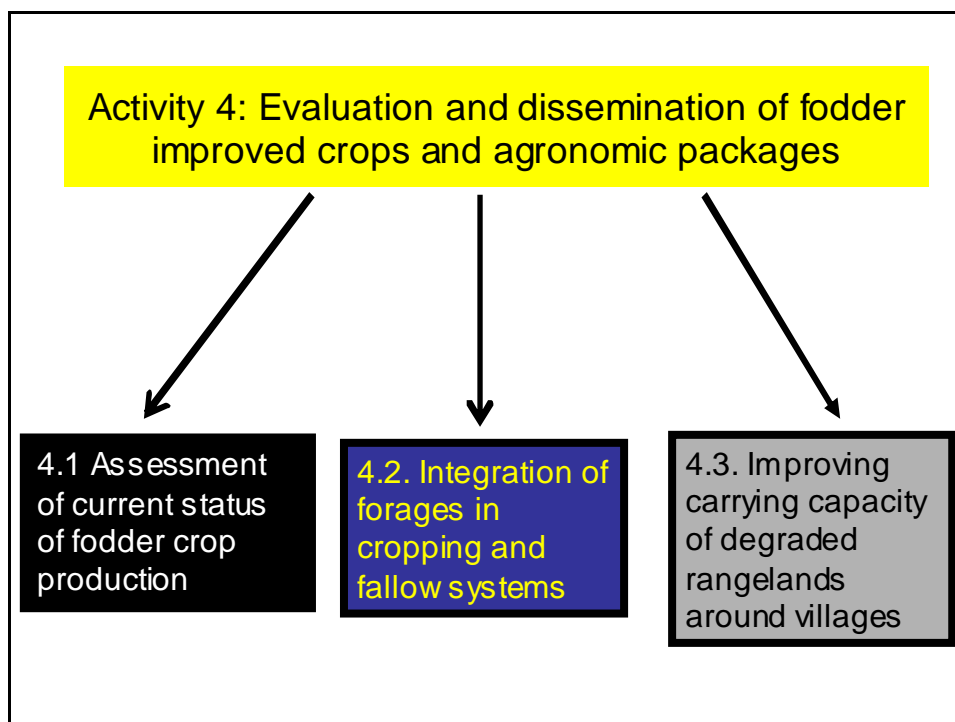 Activity 4: Evaluation and dissemination of fodder
improved crops and agronomic packages
4.1 Assessment
of current status
of fodder crop
production
4.2. Integration of
forages in
cropping and
fallow systems
4.3. Improving
carrying capacity
of degraded
rangelands
around villages